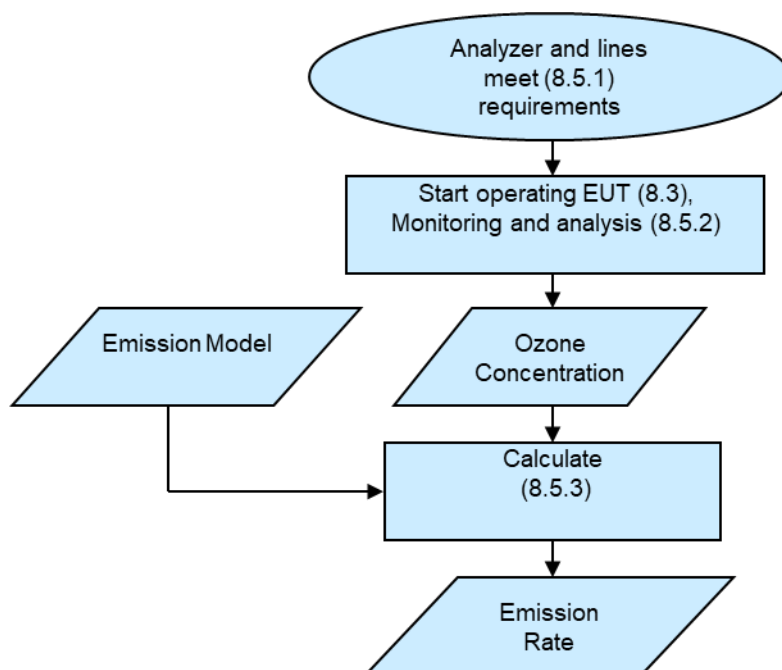 Analyzer and lines
meet (8.5.1)
requirements
Start operating EUT (8.3),
Monitoring and analysis (8.5.2)
Emission Model
Ozone
Concentration
Calculate
(8.5.3)
Emission
Rate